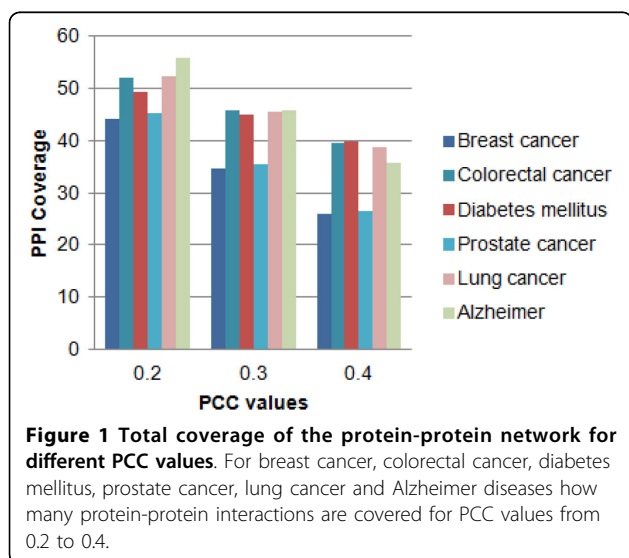 60
50
40
30
20
10
0
PPI Coverage
0.2 0.3 0.4
PCC values
Breast cancer
Colorectal cancer
Diabetes mellitus
Prostate cancer
Lung cancer
Alzheimer
Figure 1 Total coverage of the protein-protein network for
different PCC values. For breast cancer, colorectal cancer, diabetes
mellitus, prostate cancer, lung cancer and Alzheimer diseases how
many protein-protein interactions are covered for PCC values from
0.2 to 0.4.